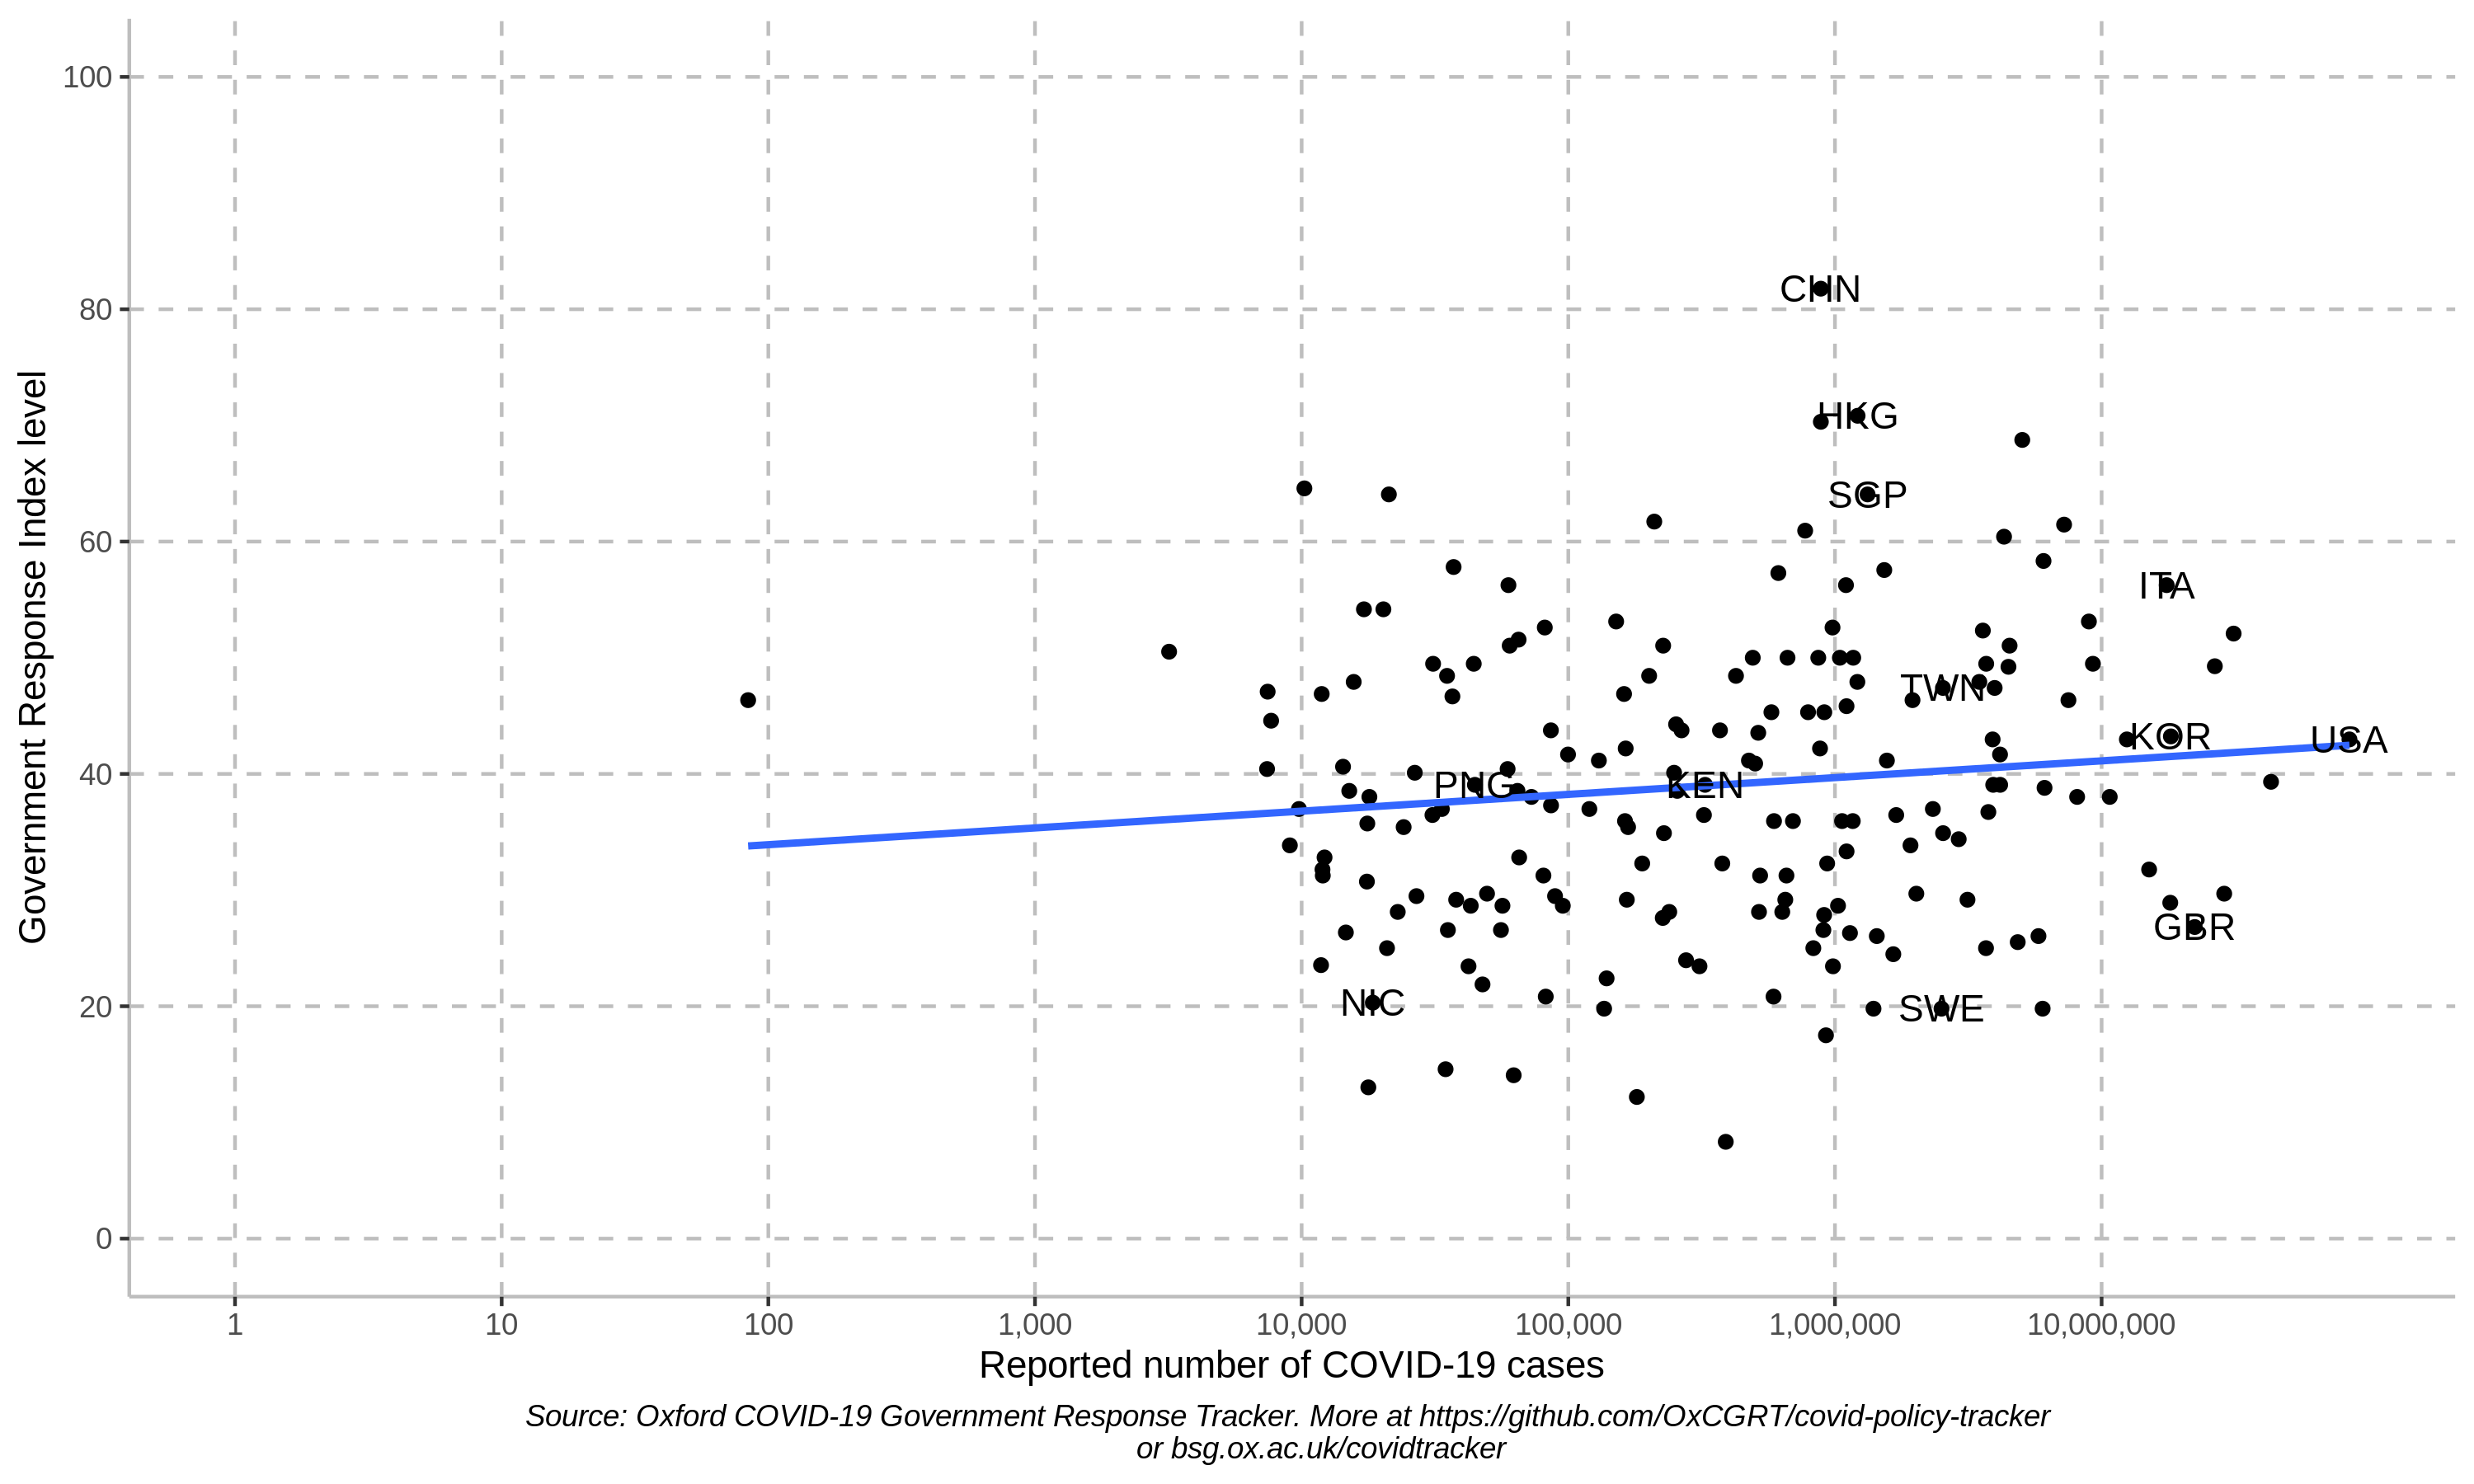 Government Response Index level
100
80
60
40
20
0
CHN
HKG
SGP
ITA
TWN
KOR
USA
PNG
KEN
GBR
NIC
SWE
1 10 100 1,000 10,000 100,000 1,000,000 10,000,000
Reported number of COVID-19 cases
Source: Oxford COVID-19 Government Response Tracker. More at https://github.com/OxCGRT/covid-policy-tracker
or bsg.ox.ac.uk/covidtracker